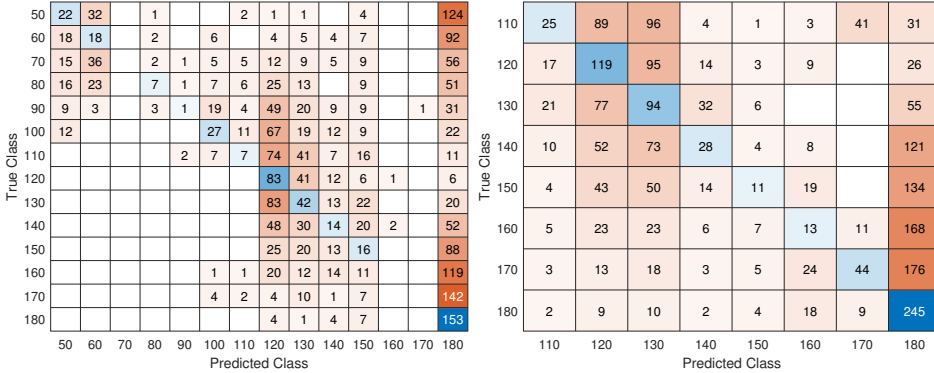 True Class
50 22 32 1 2 1 1 4 124
60 18 18 2 6 4 5 4 7 92
70 15 36 2 1 5 5 12 9 5 9 56
80 16 23 7 1 7 6 25 13 9 51
90 9 3 3 1 19 4 49 20 9 9 1 31
100 12 27 11 67 19 12 9 22
110 2 7 7 74 41 7 16 11
120 83 41 12 6 1 6
130 83 42 13 22 20
140 48 30 14 20 2 52
150 25 20 13 16 88
160 1 1 20 12 14 11 119
170 4 2 4 10 1 7 142
180 4 1 4 7 153
50 60 70 80 90 100 110 120 130 140 150 160 170 180
Predicted Class
True Class
110 25 89 96 4 1 3 41 31
120 17 119 95 14 3 9 26
130 21 77 94 32 6 55
140 10 52 73 28 4 8 121
150 4 43 50 14 11 19 134
160 5 23 23 6 7 13 11 168
170 3 13 18 3 5 24 44 176
180 2 9 10 2 4 18 9 245
110 120 130 140 150 160 170 180
Predicted Class